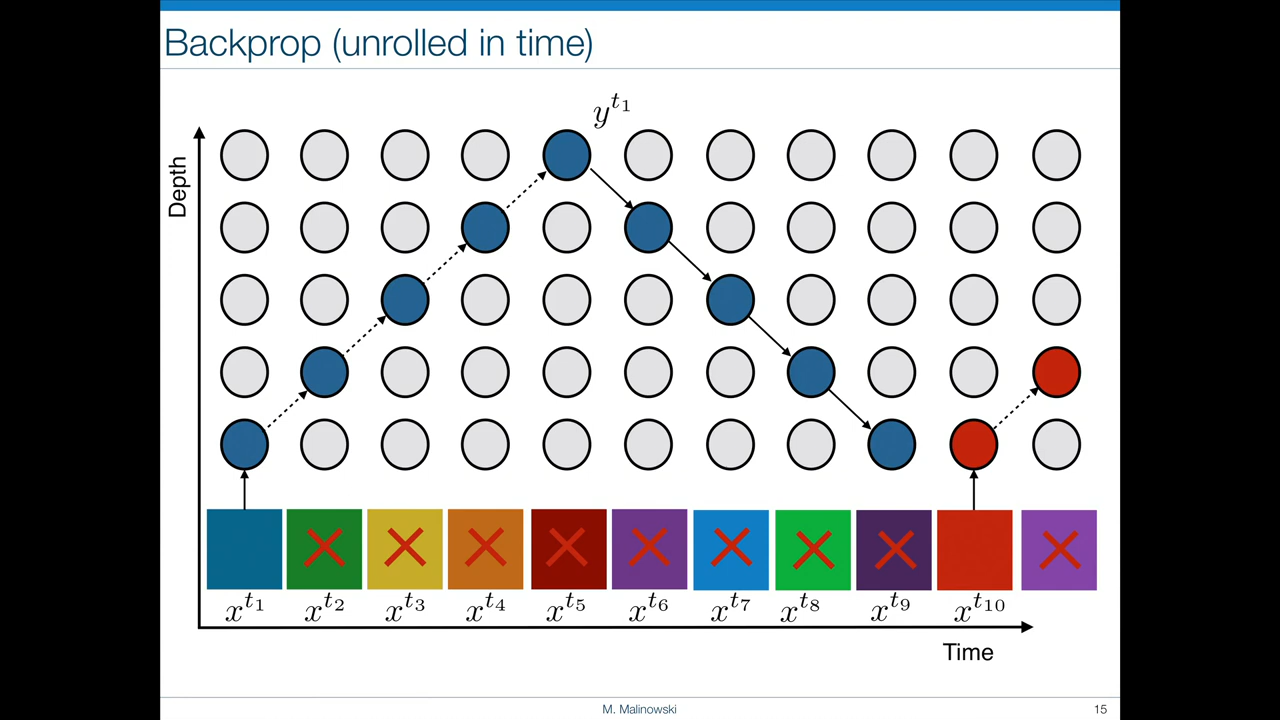 Backprop (unrolled in time)
y^{t_1}
Depth
x^{t_1} x^{t_2} x^{t_3} x^{t_4} x^{t_5} x^{t_6} x^{t_7} x^{t_8} x^{t_9} x^{t_{10}}
Time
M. Malinowski 15